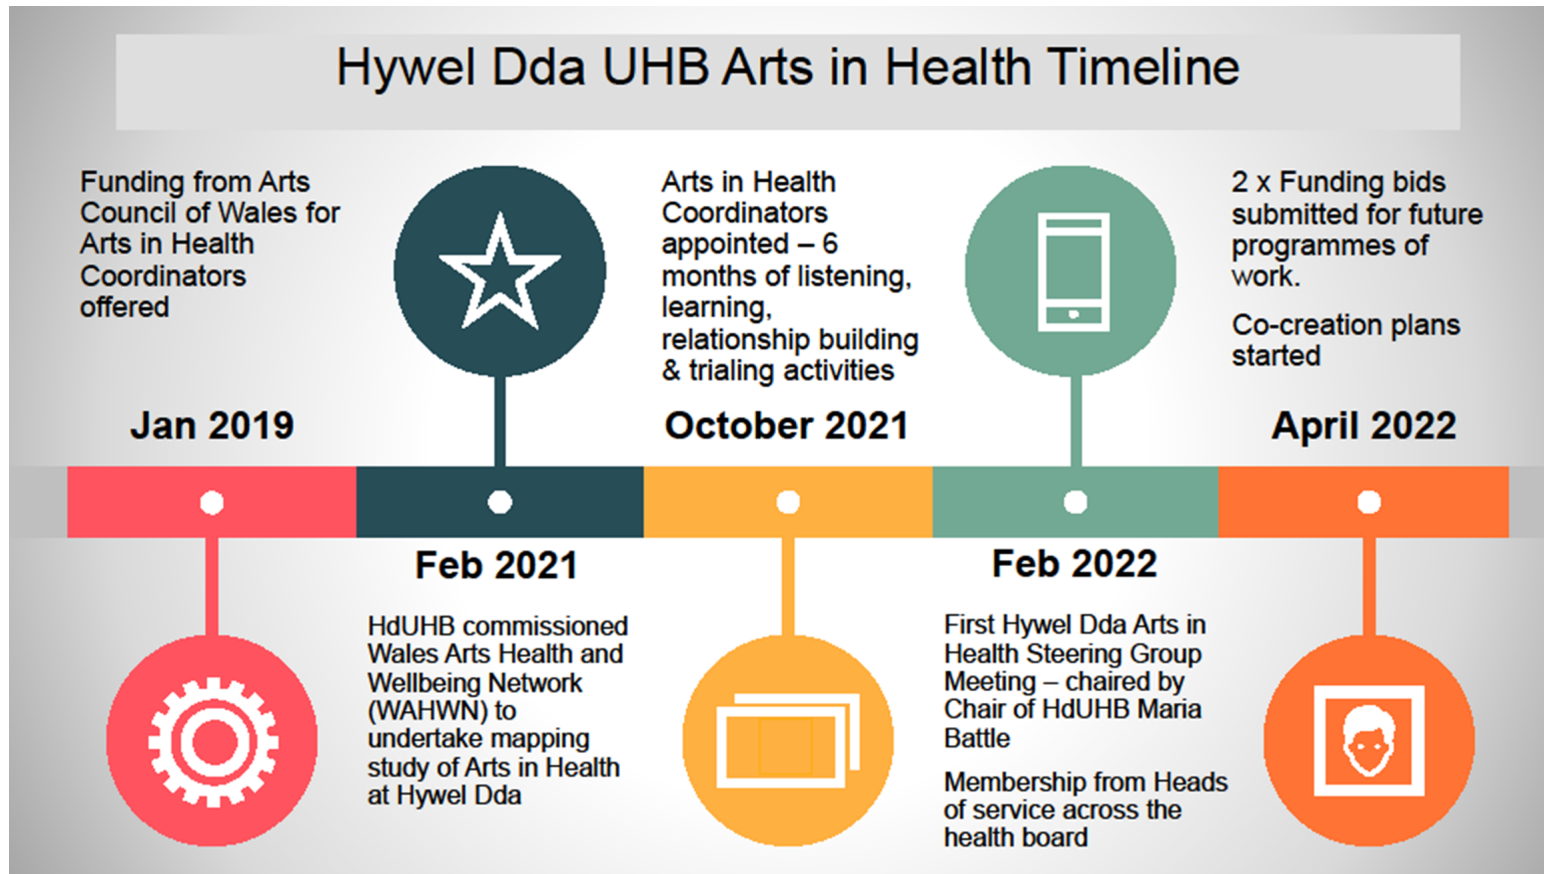 Hywel Dda UHB Arts in Health Timeline
Funding from Arts
Council of Wales for
Arts in Health
Coordinators
offered
Jan 2019
Feb 2021
HdUHB commissioned
Wales Arts Health and
Wellbeing Network
(WAHWN) to
undertake mapping
study of Arts in Health
at Hywel Dda
Arts in Health
Coordinators
appointed – 6
months of listening,
learning,
relationship building
& trialing activities
October 2021
Feb 2022
First Hywel Dda Arts in
Health Steering Group
Meeting – chaired by
Chair of HdUHB Maria
Battle
Membership from Heads
of service across the
health board
2 x Funding bids
submitted for future
programmes of
work.
Co-creation plans
started
April 2022